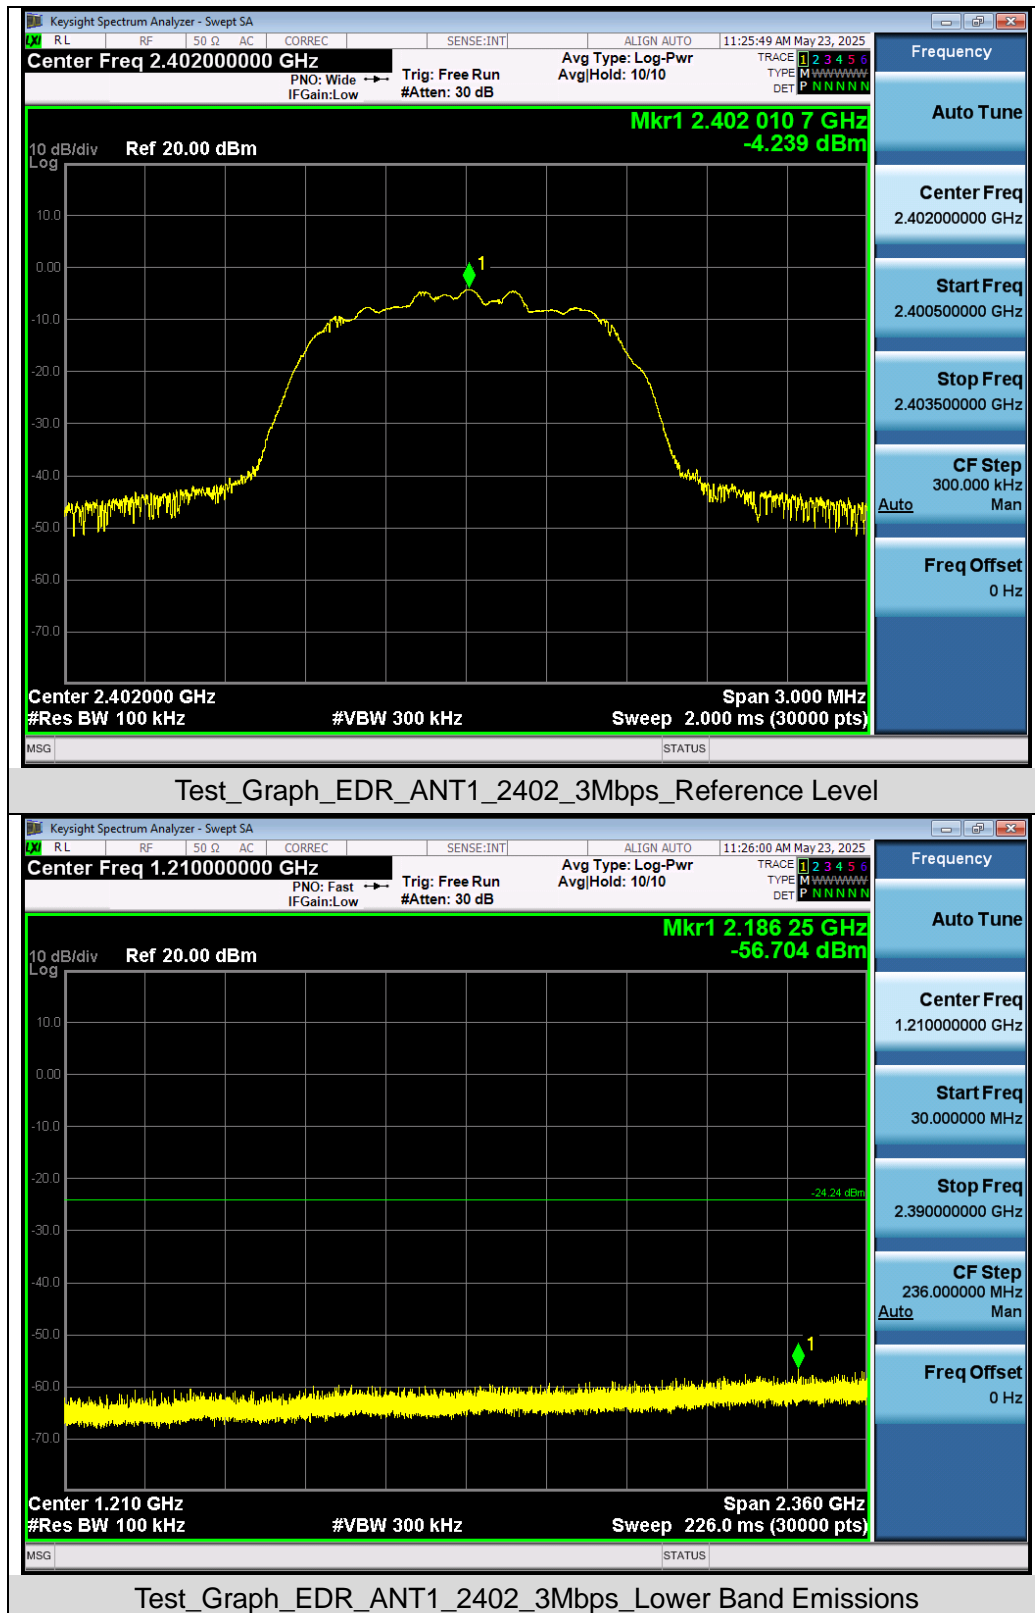 Keysight Spectrum Analyzer - Swept SA
LXI RL RF 50 Ω AC CORREC SENSE:INT ALIGN AUTO 11:25:49 AM May 23, 2025
Center Freq 2.402000000 GHz
PNO: Wide
IFGain:Low
Trig: Free Run
#Atten: 30 dB
Avg Type: Log-Pwr
Avg|Hold: 10/10
TRACE 1 2 3 4 5 6
TYPE M WWWWW
DET P N N N N N
Mkr1 2.402 010 7 GHz
-4.239 dBm
10 dB/div Ref 20.00 dBm
Log
10.0
0.00
-10.0
-20.0
-30.0
-40.0
-50.0
-60.0
-70.0
1
Center 2.402000 GHz Span 3.000 MHz
#Res BW 100 kHz #VBW 300 kHz Sweep 2.000 ms (30000 pts)
MSG STATUS
Frequency
Auto Tune
Center Freq
2.402000000 GHz
Start Freq
2.400500000 GHz
Stop Freq
2.403500000 GHz
CF Step
300.000 kHz
Auto Man
Freq Offset
0 Hz
Test_Graph_EDR_ANT1_2402_3Mbps_Reference Level
Keysight Spectrum Analyzer - Swept SA
LXI RL RF 50 Ω AC CORREC SENSE:INT ALIGN AUTO 11:26:00 AM May 23, 2025
Center Freq 1.210000000 GHz
PNO: Fast
IFGain:Low
Trig: Free Run
#Atten: 30 dB
Avg Type: Log-Pwr
Avg|Hold: 10/10
TRACE 1 2 3 4 5 6
TYPE M WWWWW
DET P N N N N N
Mkr1 2.186 25 GHz
-56.704 dBm
10 dB/div Ref 20.00 dBm
Log
10.0
0.00
-10.0
-20.0
-30.0
-40.0
-50.0
-60.0
-70.0
-24.24 dBm
1
Center 1.210 GHz Span 2.360 GHz
#Res BW 100 kHz #VBW 300 kHz Sweep 226.0 ms (30000 pts)
MSG STATUS
Frequency
Auto Tune
Center Freq
1.210000000 GHz
Start Freq
30.000000 MHz
Stop Freq
2.390000000 GHz
CF Step
236.000000 MHz
Auto Man
Freq Offset
0 Hz
Test_Graph_EDR_ANT1_2402_3Mbps_Lower Band Emissions